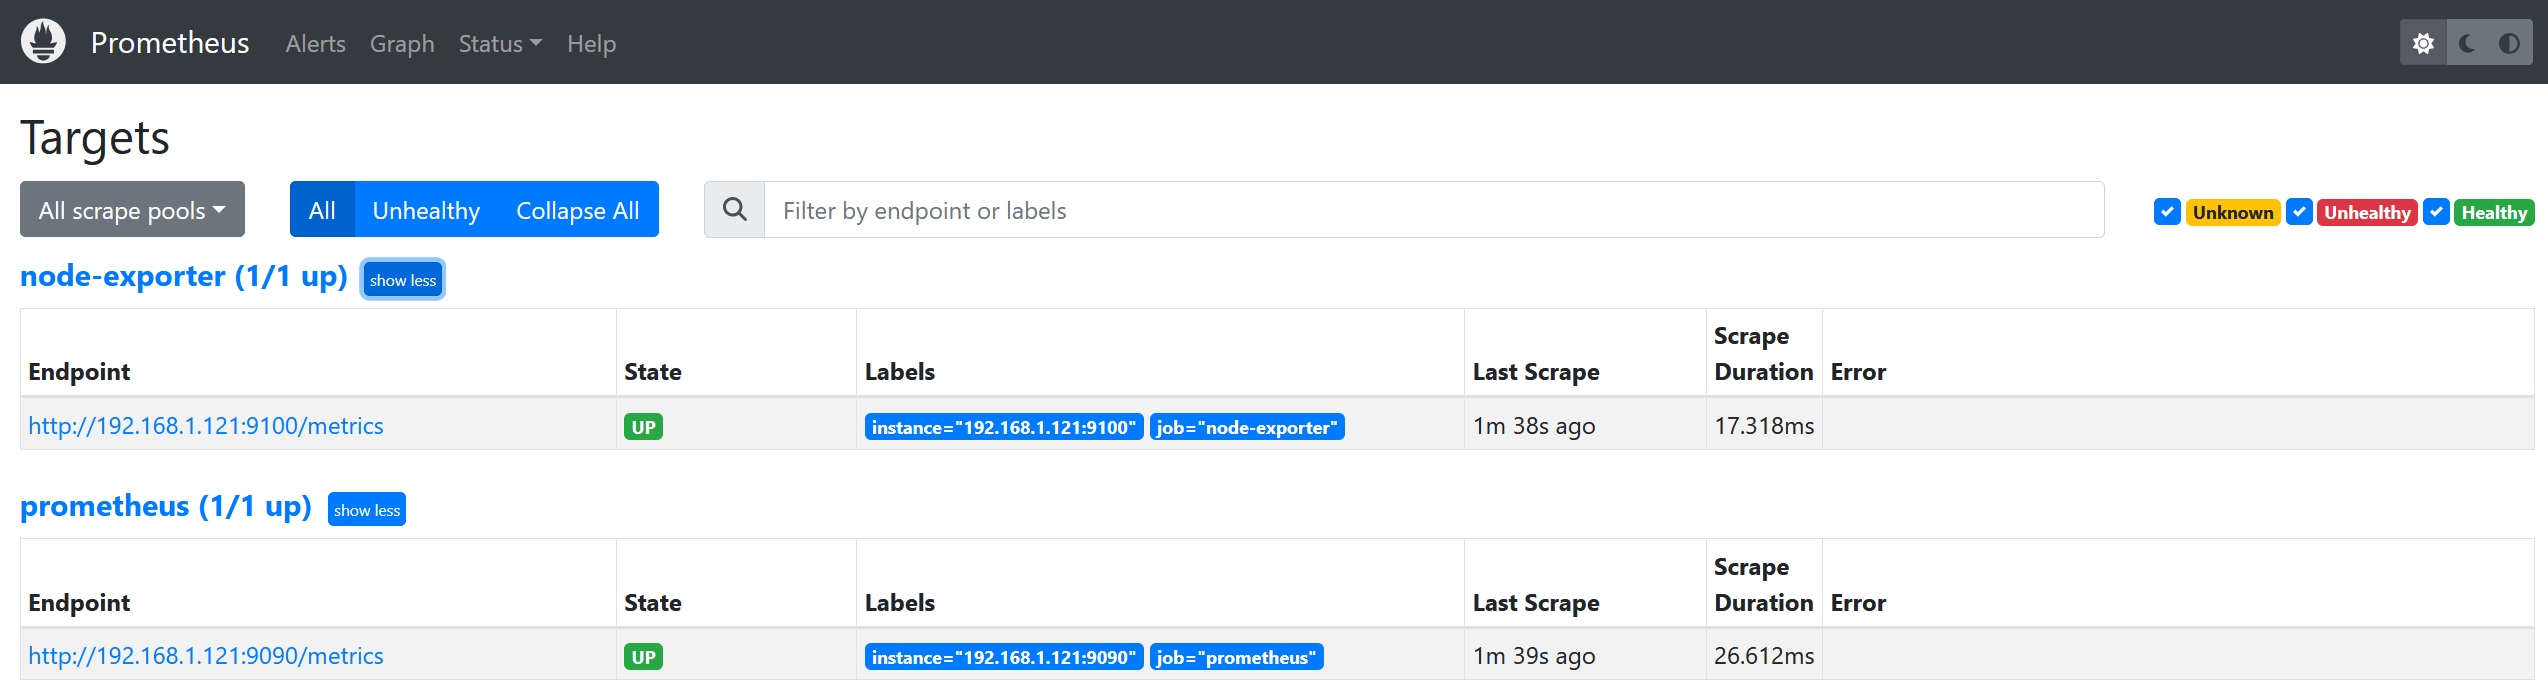 Prometheus Alerts Graph Status Help
Targets
All scrape pools All Unhealthy Collapse All Filter by endpoint or labels Unknown Unhealthy Healthy
node-exporter (1/1 up) show less
Endpoint State Labels Last Scrape Scrape Duration Error
http://192.168.1.121:9100/metrics UP instance="192.168.1.121:9100" job="node-exporter" 1m 38s ago 17.318ms
prometheus (1/1 up) show less
Endpoint State Labels Last Scrape Scrape Duration Error
http://192.168.1.121:9090/metrics UP instance="192.168.1.121:9090" job="prometheus" 1m 39s ago 26.612ms